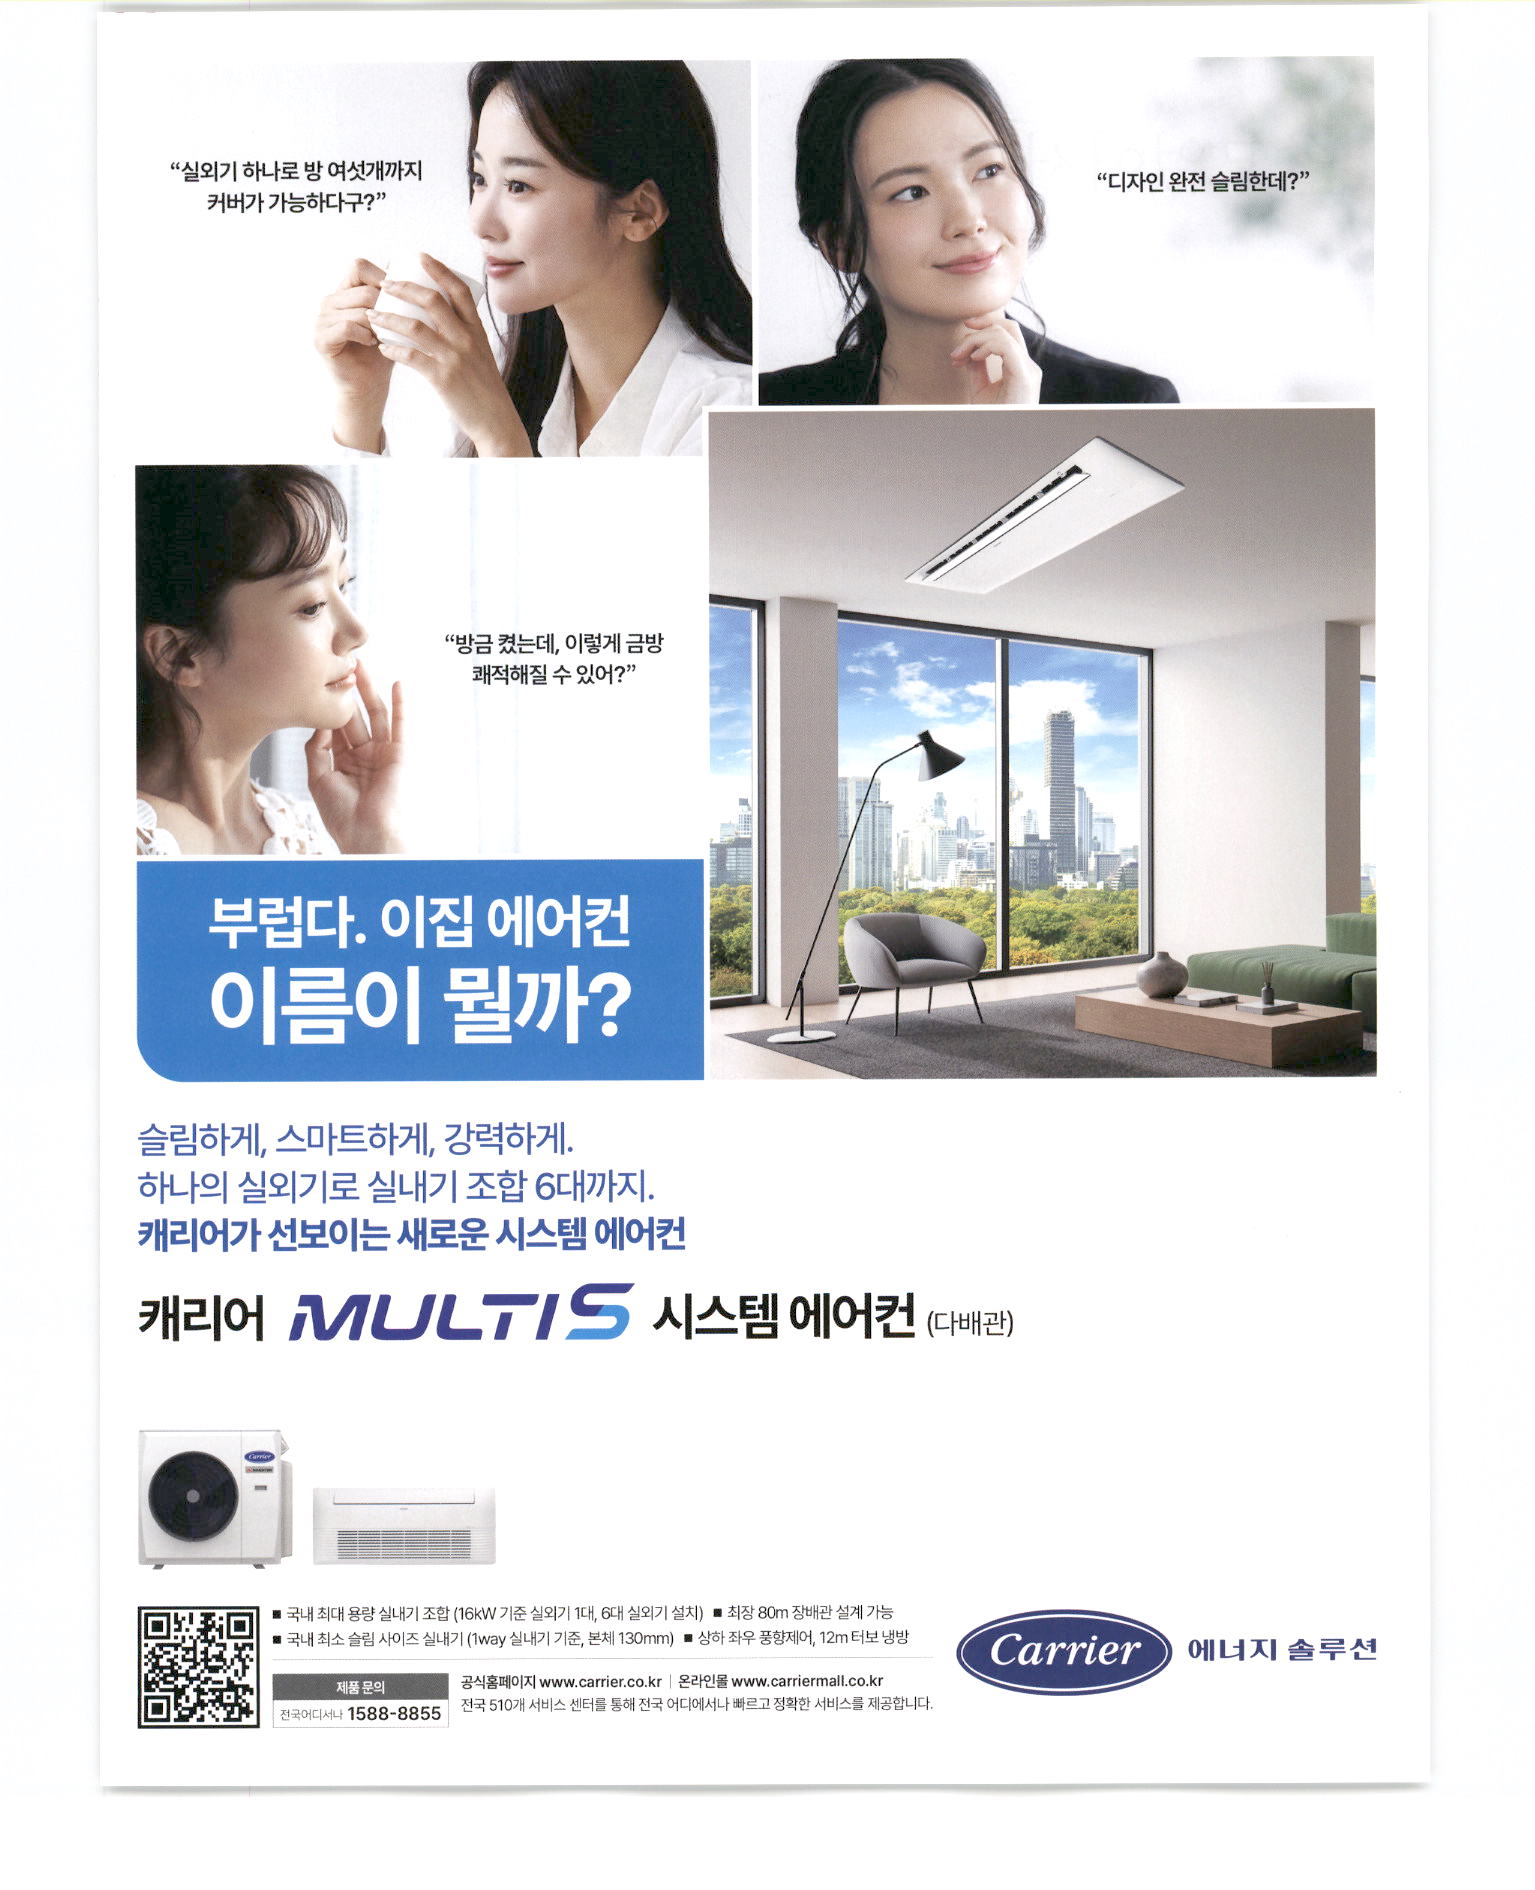 “실외기 하나로 방 여섯개까지
커버가 가능하다구?”
“디자인 완전 슬림한데?”
“방금 켰는데, 이렇게 금방
쾌적해질 수 있어?”
부럽다. 이집 에어컨
이름이 뭘까?
슬림하게, 스마트하게, 강력하게.
하나의 실외기로 실내기 조합 6대까지.
캐리어가 선보이는 새로운 시스템 에어컨
캐리어 MULTI S 시스템 에어컨 (다배관)
Carrier
■ 국내 최대 용량 실내기 조합 (16kW 기준 실외기 1대, 6대 실외기 설치) ■ 최장 80m 장배관 설계 가능
■ 국내 최소 슬림 사이즈 실내기 (1way 실내기 기준, 본체 130mm) ■ 상하 좌우 풍향제어, 12m 터보 냉방
제품 문의
전국어디서나 1588-8855
공식홈페이지 www.carrier.co.kr | 온라인몰 www.carriermall.co.kr
전국 510개 서비스 센터를 통해 전국 어디에서나 빠르고 정확한 서비스를 제공합니다.
Carrier 에너지 솔루션